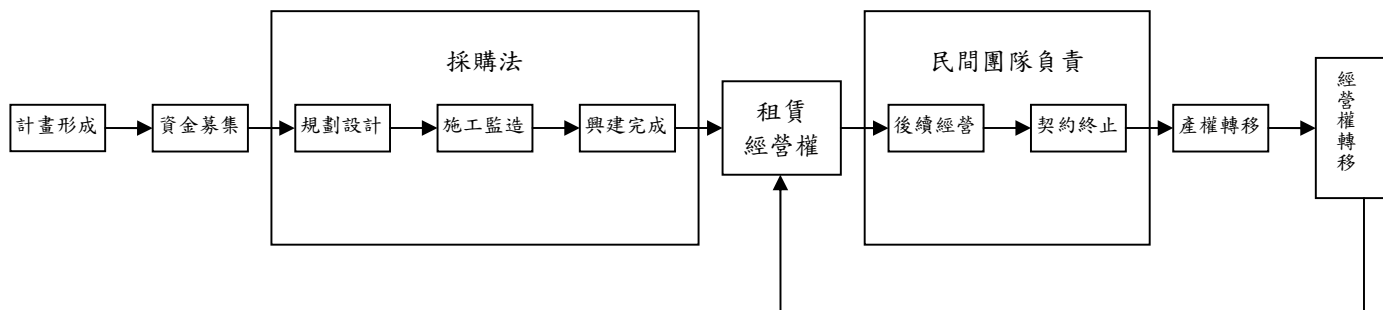 採購法
民間團隊負責
計畫形成
資金募集
規劃設計
施工監造
興建完成
租賃
經營權
後續經營
契約終止
產權轉移
經營權轉移